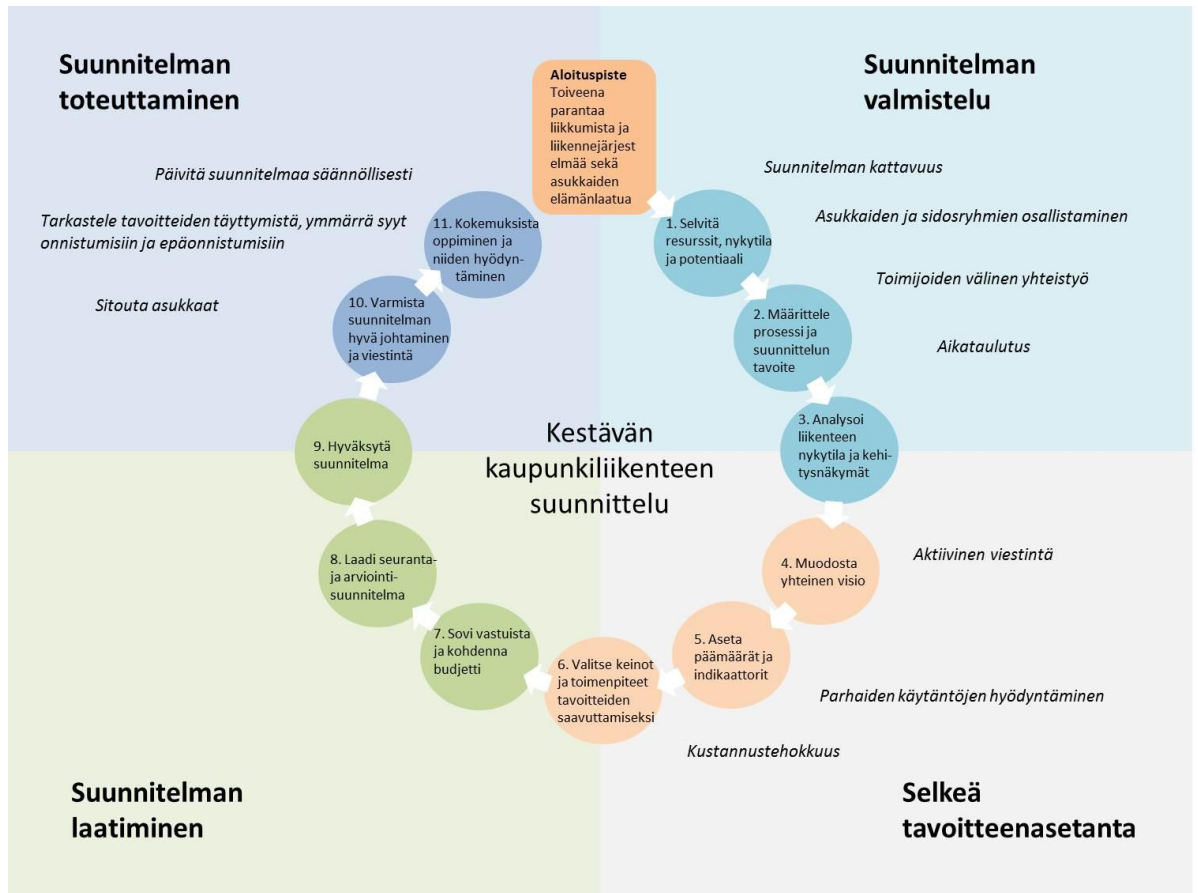 Suunnitelman
toteuttaminen
Suunnitelman
valmistelu
Aloituspiste
Toiveena
parantaa
liikkumista ja
liikennejärjest
elmää sekä
asukkaiden
elämänlaatua
Päivitä suunnitelmaa säännöllisesti
Tarkastele tavoitteiden täyttymistä, ymmärrä syyt
onnistumisiin ja epäonnistumisiin
Sitouta asukkaat
Suunnitelman kattavuus
Asukkaiden ja sidosryhmien osallistaminen
Toimijoiden välinen yhteistyö
Aikataulutus
1. Selvitä
resurssit, nykytila
ja potentiaali
2. Määrittele
prosessi ja
suunnittelun
tavoite
3. Analysoi
liikenteen
nykytila ja kehi-
tysnäkymät
Kestävän
kaupunkiliikenteen
suunnittelu
4. Muodosta
yhteinen visio
Aktiivinen viestintä
5. Aseta
päämäärät ja
indikaattorit
Parhaiden käytäntöjen hyödyntäminen
6. Valitse keinot
ja toimenpiteet
tavoitteiden
saavuttamiseksi
Kustannustehokkuus
7. Sovi vastuista
ja kohdenna
budjetti
8. Laadi seuranta-
ja arviointi-
suunnitelma
9. Hyväksytä
suunnitelma
10. Varmista
suunnitelman
hyvä johtaminen
ja viestintä
11. Kokemuksista
oppiminen ja
niiden hyödyn-
täminen
Suunnitelman
laatiminen
Selkeä
tavoitteenasetanta